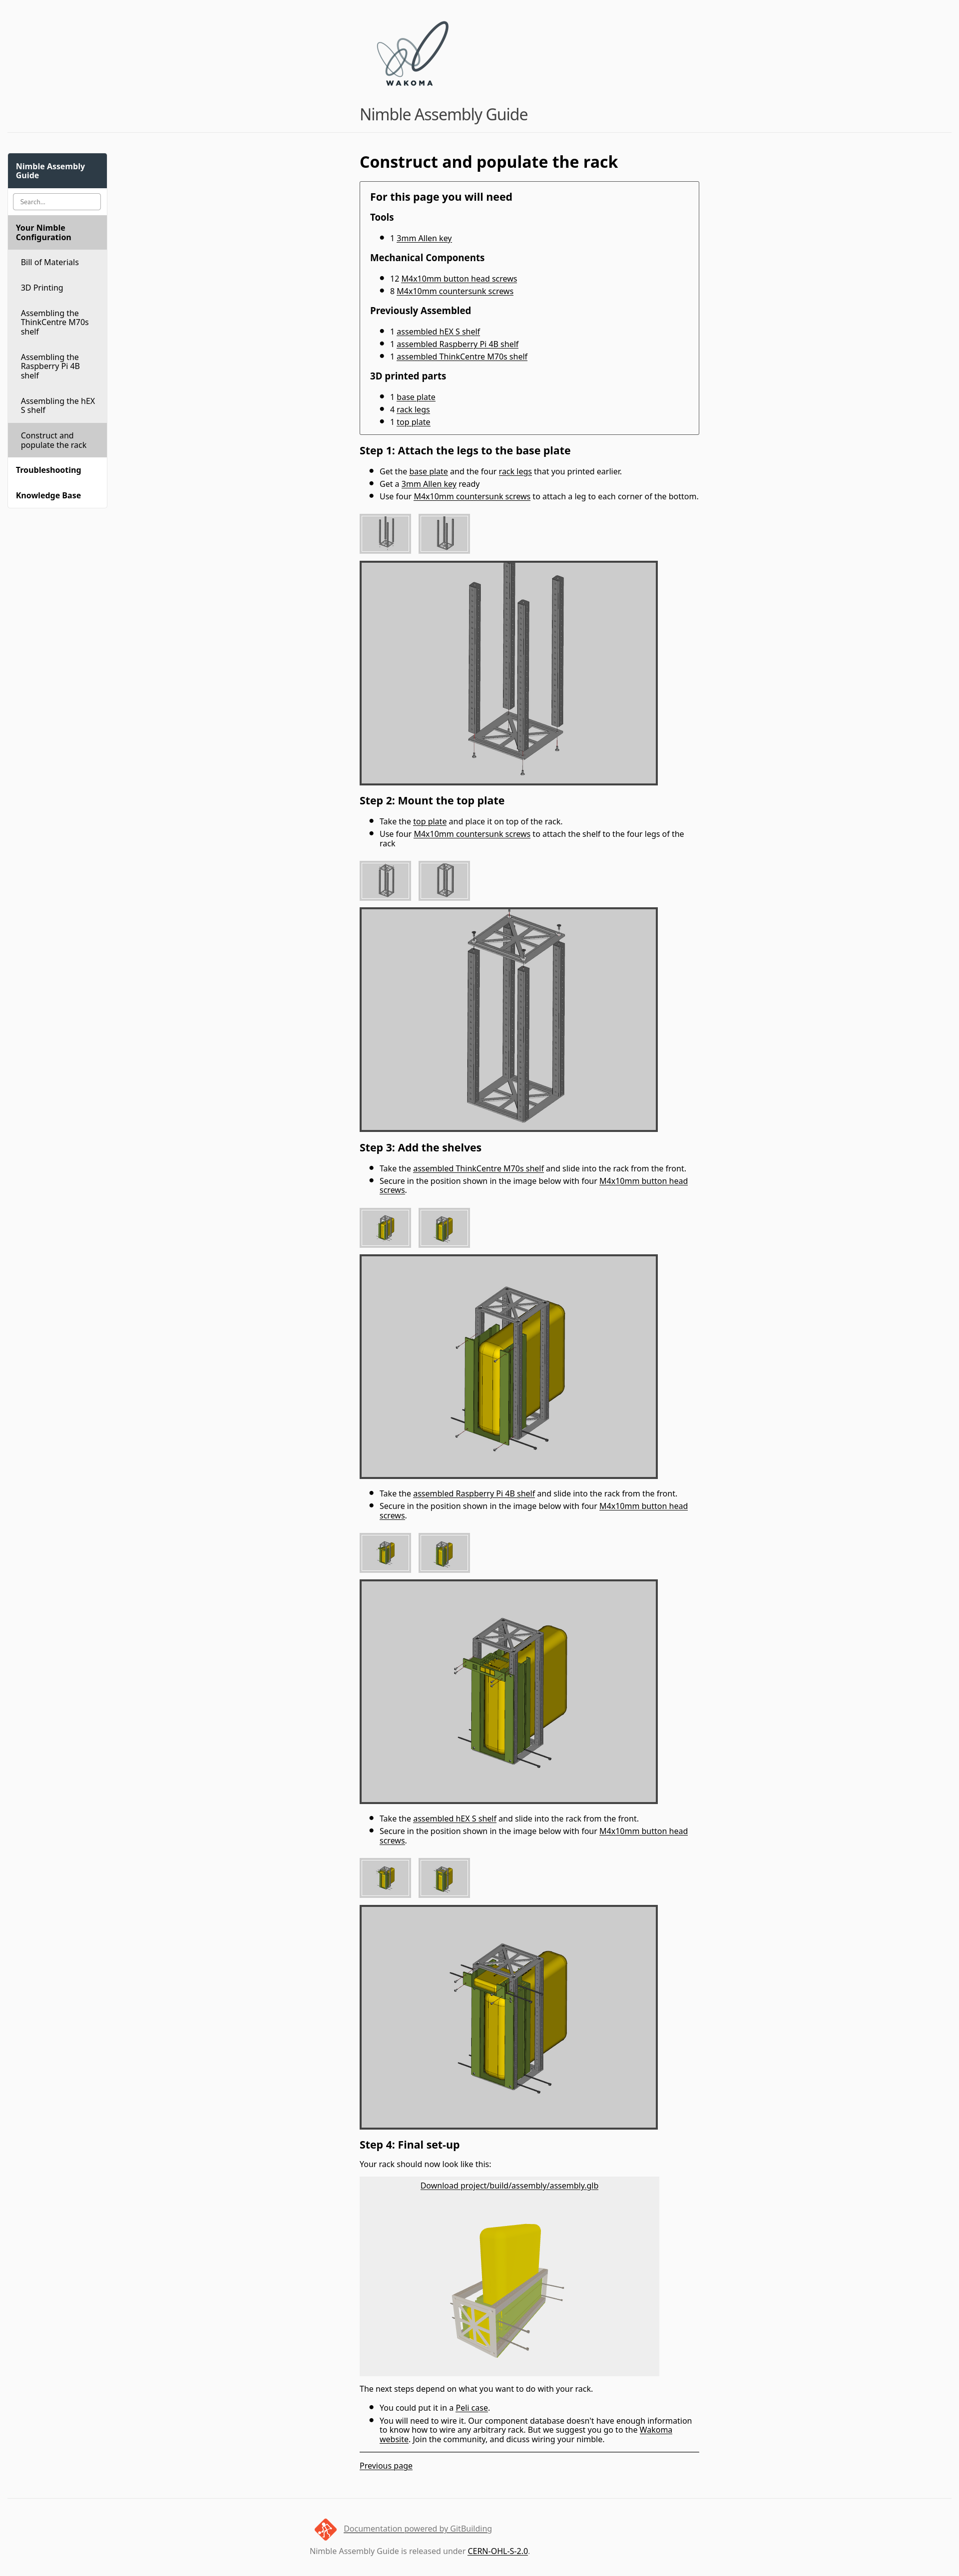 WAKOMA
Nimble Assembly Guide
Nimble Assembly
Guide
Search...
Your Nimble
Configuration
Bill of Materials
3D Printing
Assembling the
ThinkCentre M70s
shelf
Assembling the
Raspberry Pi 4B
shelf
Assembling the hEX
S shelf
Construct and
populate the rack
Troubleshooting
Knowledge Base
Construct and populate the rack
For this page you will need
Tools
1 3mm Allen key
Mechanical Components
12 M4x10mm button head screws
8 M4x10mm countersunk screws
Previously Assembled
1 assembled hEX S shelf
1 assembled Raspberry Pi 4B shelf
1 assembled ThinkCentre M70s shelf
3D printed parts
1 base plate
4 rack legs
1 top plate
Step 1: Attach the legs to the base plate
Get the base plate and the four rack legs that you printed earlier.
Get a 3mm Allen key ready
Use four M4x10mm countersunk screws to attach a leg to each corner of the bottom.
Step 2: Mount the top plate
Take the top plate and place it on top of the rack.
Use four M4x10mm countersunk screws to attach the shelf to the four legs of the
rack
Step 3: Add the shelves
Take the assembled ThinkCentre M70s shelf and slide into the rack from the front.
Secure in the position shown in the image below with four M4x10mm button head
screws.
Take the assembled Raspberry Pi 4B shelf and slide into the rack from the front.
Secure in the position shown in the image below with four M4x10mm button head
screws.
Take the assembled hEX S shelf and slide into the rack from the front.
Secure in the position shown in the image below with four M4x10mm button head
screws.
Step 4: Final set-up
Your rack should now look like this:
Download project/build/assembly/assembly.glb
The next steps depend on what you want to do with your rack.
You could put it in a Peli case.
You will need to wire it. Our component database doesn't have enough information
to know how to wire any arbitrary rack. But we suggest you go to the Wakoma
website. Join the community, and dicuss wiring your nimble.
Previous page
Documentation powered by GitBuilding
Nimble Assembly Guide is released under CERN-OHL-S-2.0.